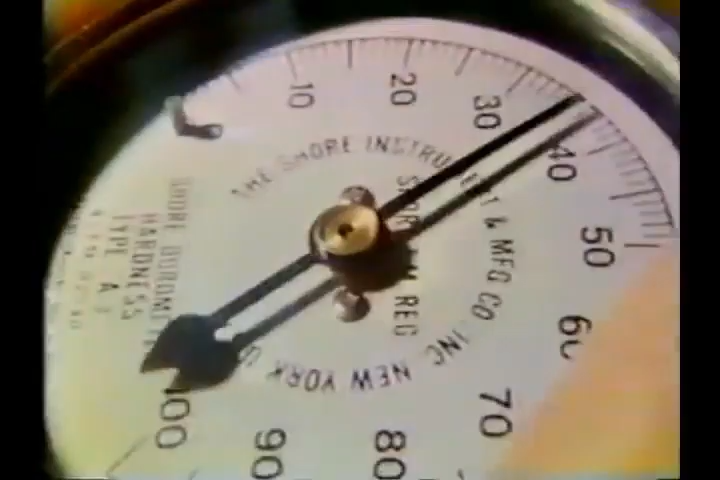 10
20
30
40
50
60
70
80
90
100
THE SHORE INSTRUMENT & MFG CO INC NEW YORK
REG
SHORE DUROMETER
HARDNESS
TYPE A